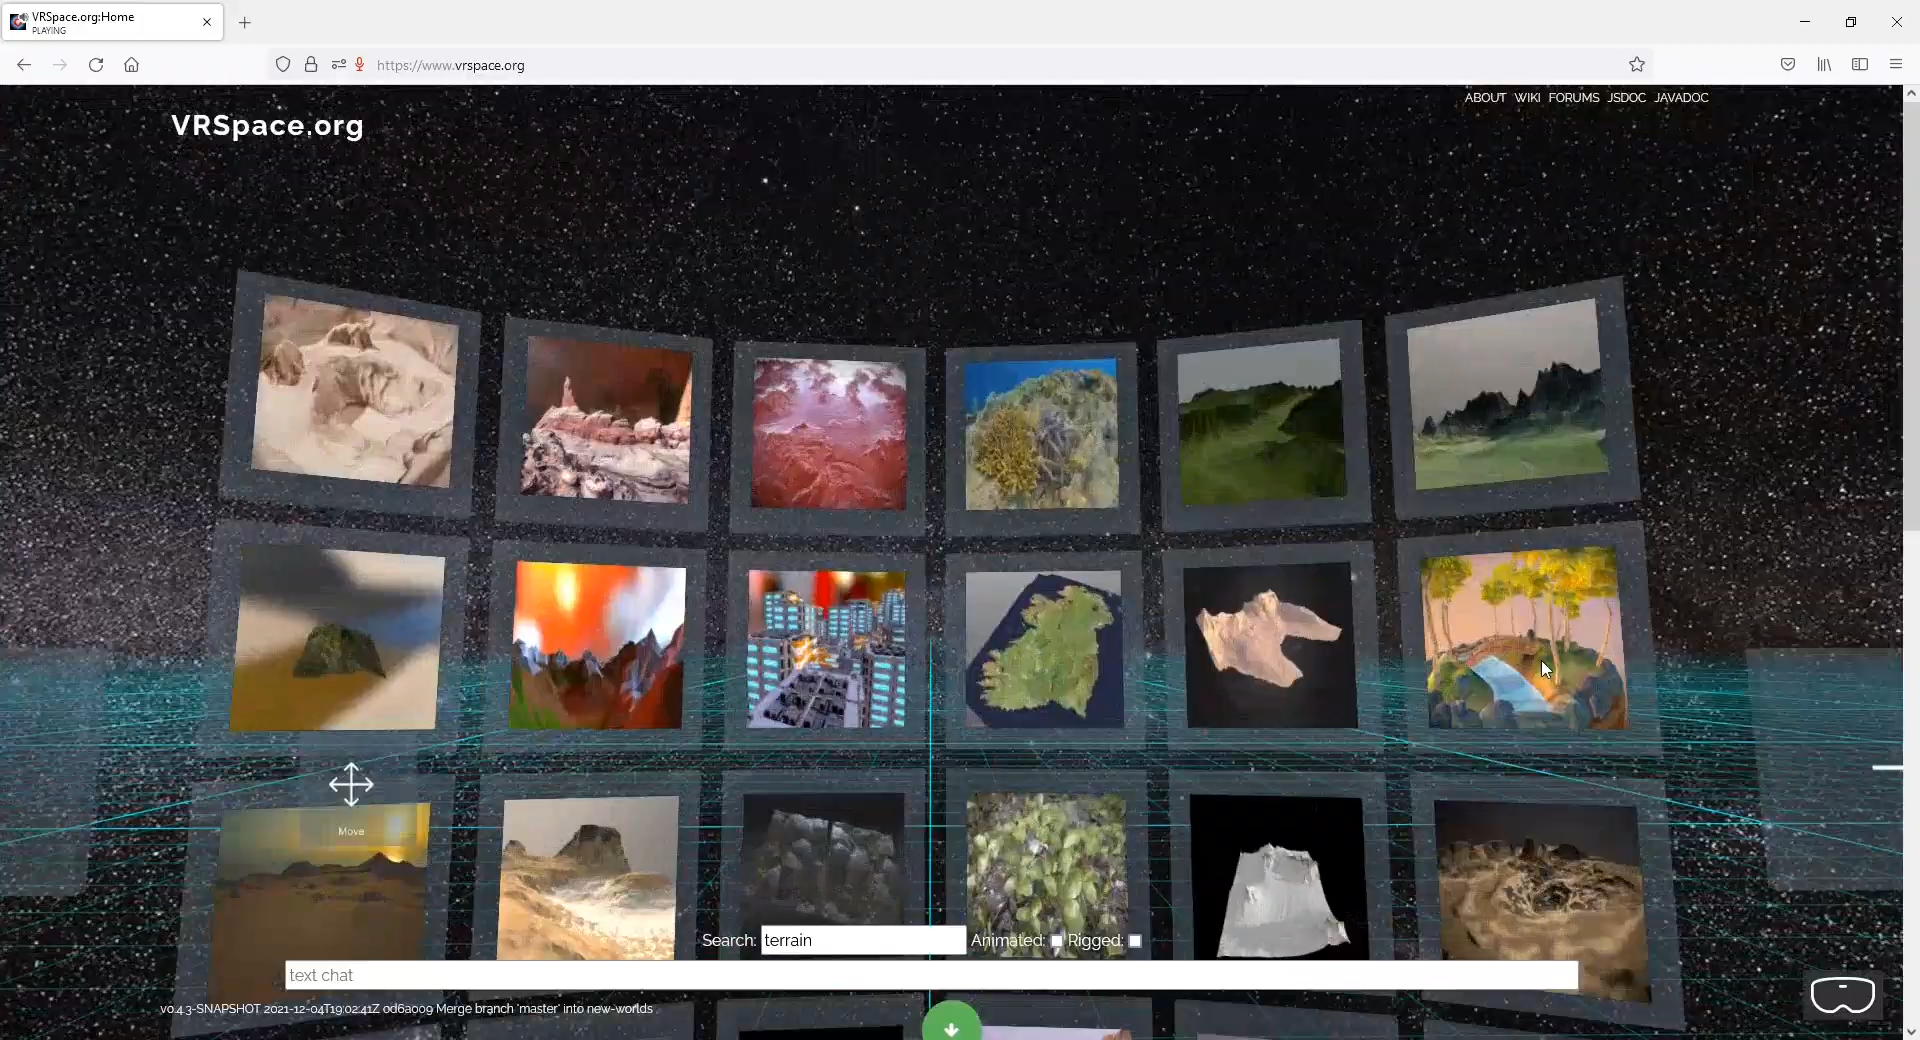 VRSpace.org:Home
PLAYING
https://www.vrspace.org
ABOUT WIKI FORUMS JSDOC JAVADOC
VRSpace.org
Move
Search: terrain Animated: Rigged:
text chat
v0.4.3-SNAPSHOT 2021-12-04T19:02:41Z 0d6a009 Merge branch 'master' into new-worlds